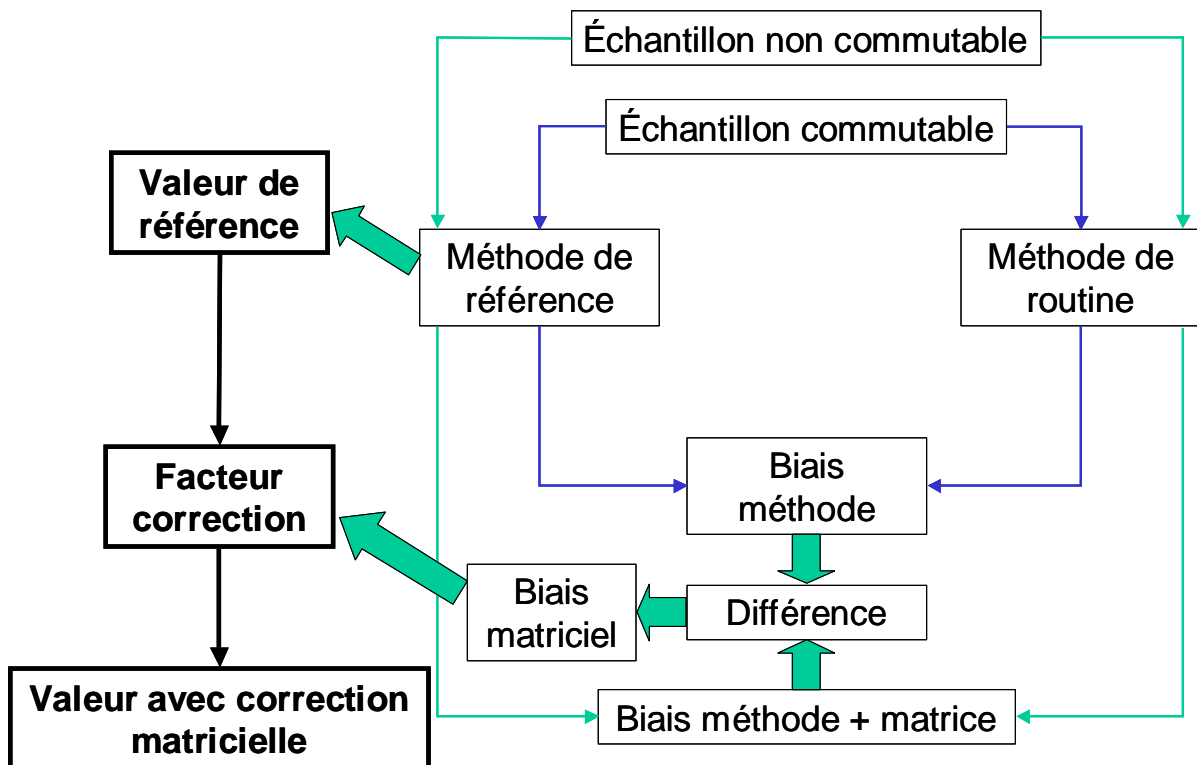 Échantillon non commutable
Échantillon commutable
Valeur de
référence
Méthode de
référence
Méthode de
routine
Facteur
correction
Biais
méthode
Biais
matriciel
Différence
Valeur avec correction
matricielle
Biais méthode + matrice